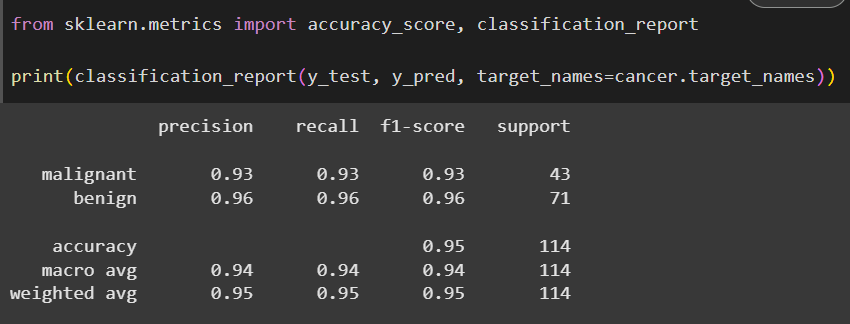 from sklearn.metrics import accuracy_score, classification_report
print(classification_report(y_test, y_pred, target_names=cancer.target_names))
precision recall f1-score support
malignant 0.93 0.93 0.93 43
benign 0.96 0.96 0.96 71
accuracy 0.95 114
macro avg 0.94 0.94 0.94 114
weighted avg 0.95 0.95 0.95 114